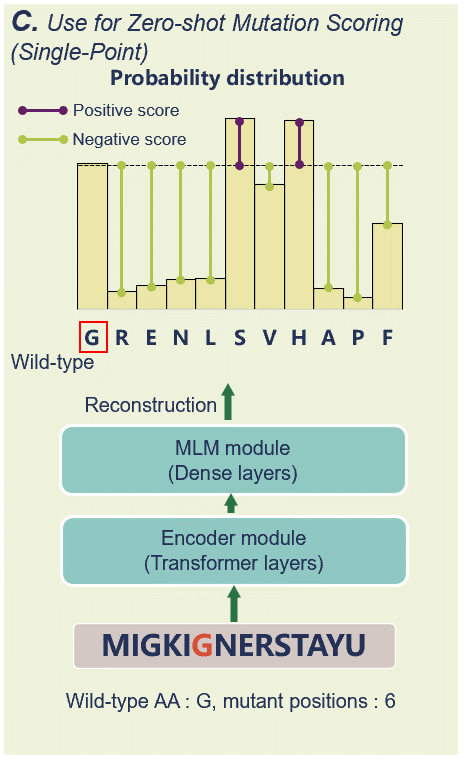 C. Use for Zero-shot Mutation Scoring
(Single-Point)
Probability distribution
Positive score
Negative score
G R E N L S V H A P F
Wild-type
Reconstruction
MLM module
(Dense layers)
Encoder module
(Transformer layers)
MIGKIGNERSTAYU
Wild-type AA : G, mutant positions : 6